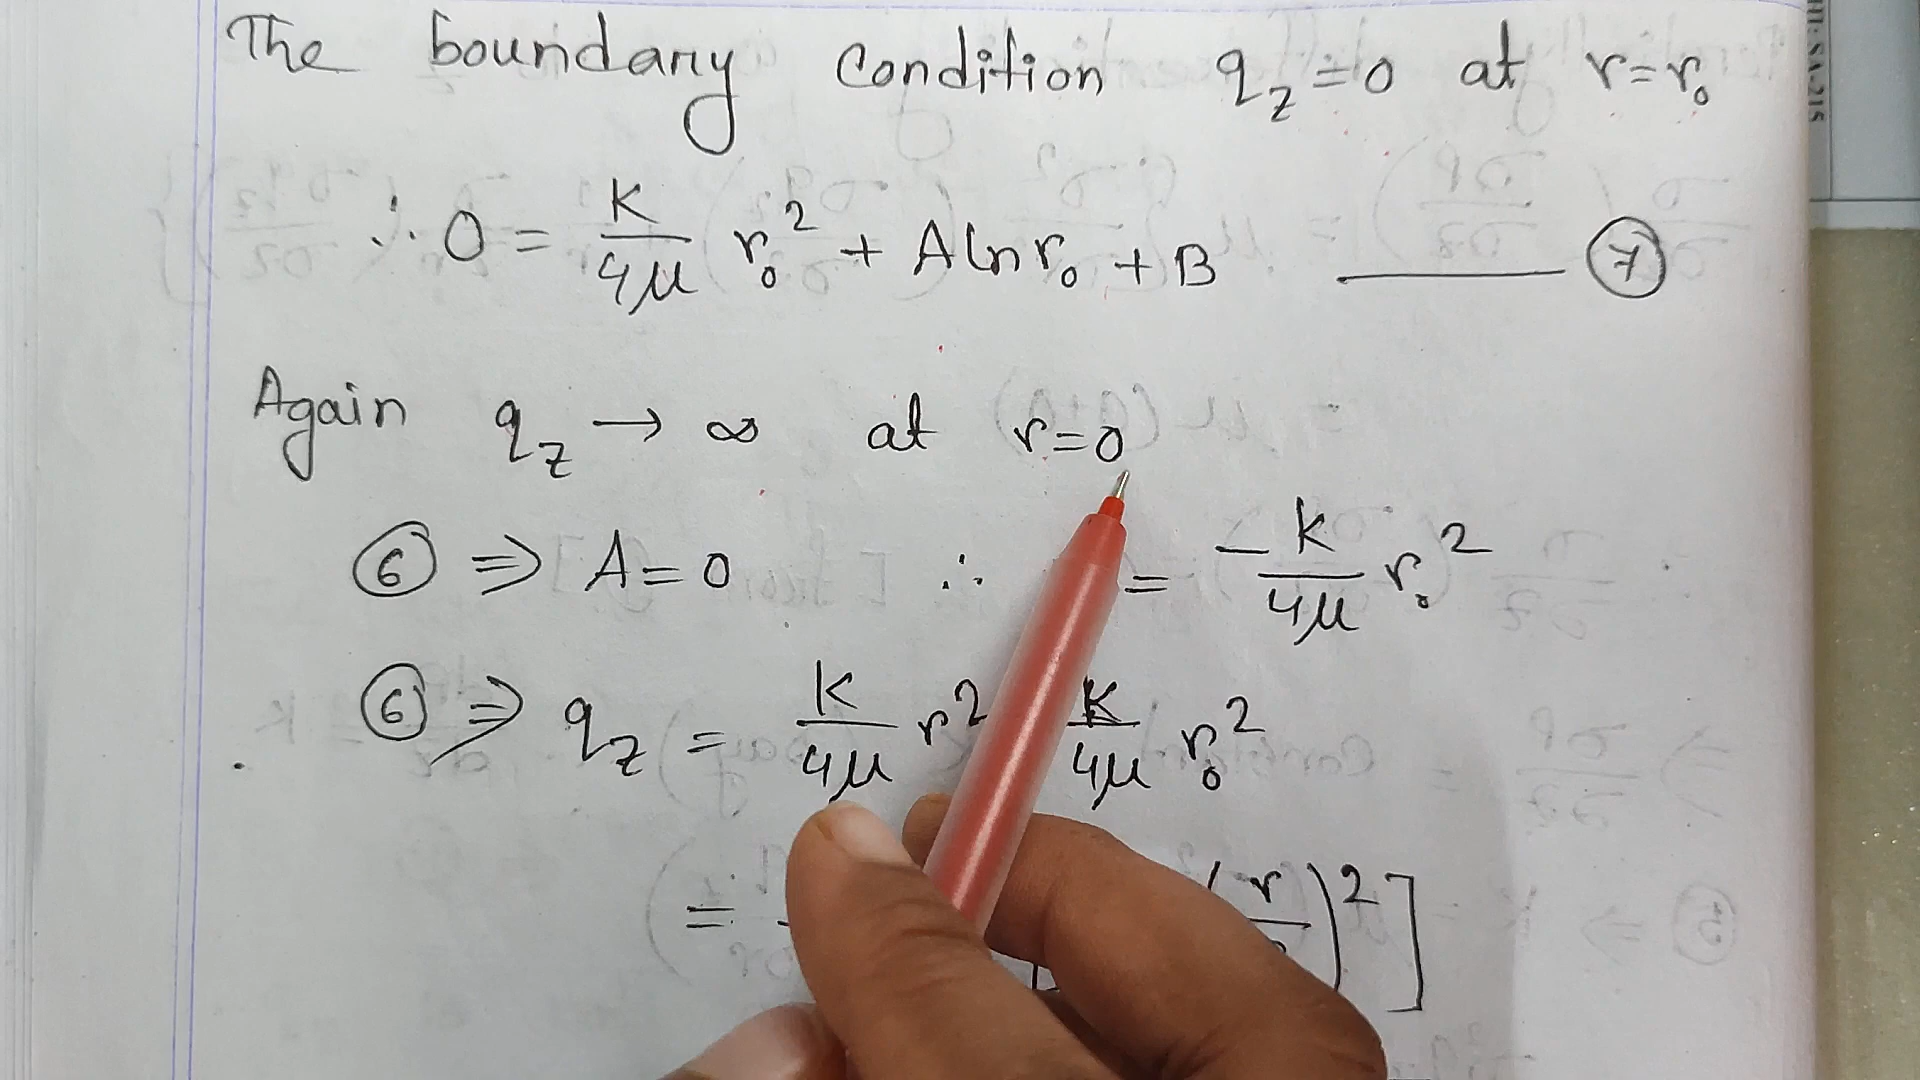 The boundary condition q_z = 0 at r = r₀
∴ 0 = K/4μ r₀² + A ln r₀ + B ——— ⑦
Again q_z → ∞ at r = 0
⑥ ⇒ A = 0 ∴ = -K/4μ r₀²
⑥ ⇒ q_z = K/4μ r² K/4μ r₀²
= (r/ )² ]